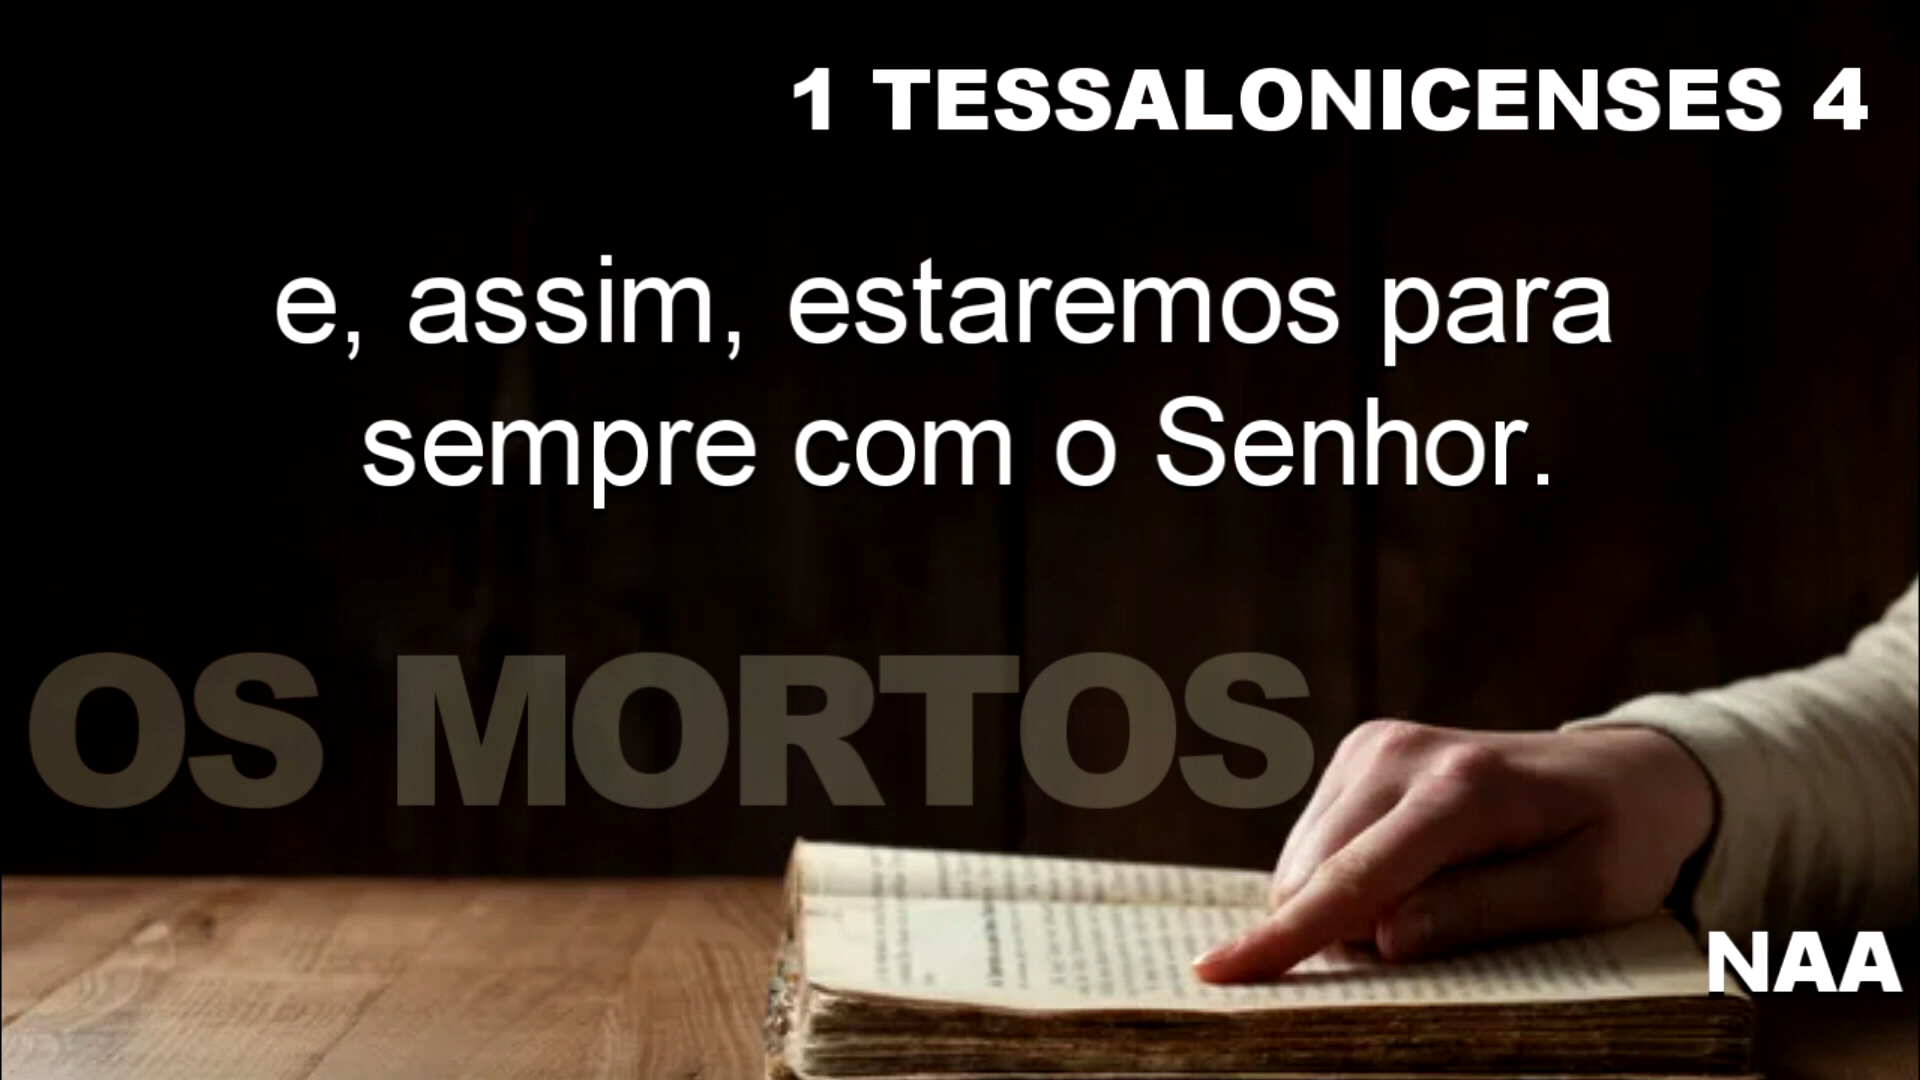 1 TESSALONICENSES 4
e, assim, estaremos para
sempre com o Senhor.
OS MORTOS
NAA